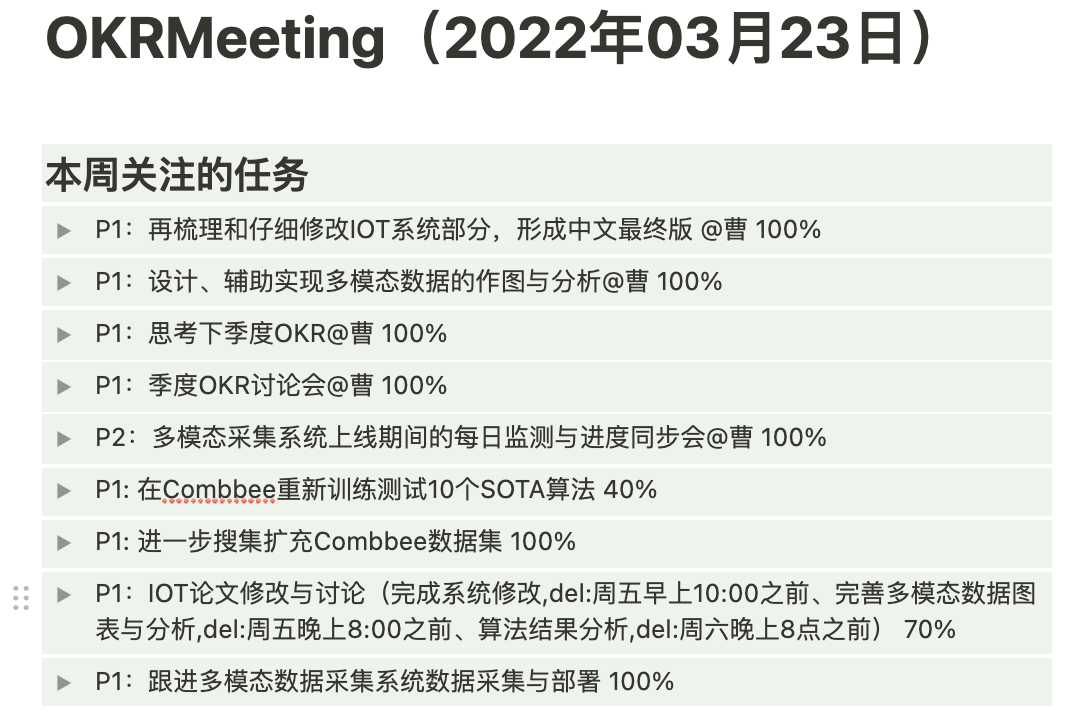 OKRMeeting（2022年03月23日）
本周关注的任务
P1：再梳理和仔细修改IOT系统部分，形成中文最终版 @曹 100%
P1：设计、辅助实现多模态数据的作图与分析@曹 100%
P1：思考下季度OKR@曹 100%
P1：季度OKR讨论会@曹 100%
P2：多模态采集系统上线期间的每日监测与进度同步会@曹 100%
P1: 在Combbee重新训练测试10个SOTA算法 40%
P1: 进一步搜集扩充Combbee数据集 100%
P1：IOT论文修改与讨论（完成系统修改,del:周五早上10:00之前、完善多模态数据图
表与分析,del:周五晚上8:00之前、算法结果分析,del:周六晚上8点之前） 70%
P1：跟进多模态数据采集系统数据采集与部署 100%